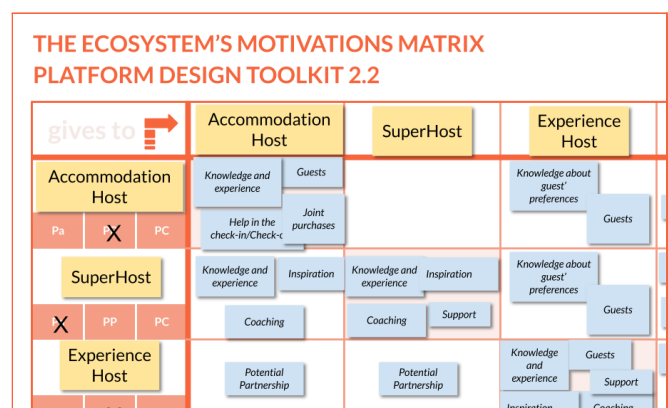 THE ECOSYSTEM'S MOTIVATIONS MATRIX
PLATFORM DESIGN TOOLKIT 2.2
gives to
Accommodation
Host
SuperHost
Experience
Host
Accommodation
Host
Pa
X
PC
Knowledge and
experience
Guests
Help in the
check-in/Check-
Joint
purchases
Knowledge about
guest'
preferences
Guests
SuperHost
X
PP
PC
Knowledge and
experience
Inspiration
Coaching
Knowledge and
experience
Inspiration
Coaching
Support
Knowledge about
guest'
preferences
Guests
Experience
Host
Potential
Partnership
Potential
Partnership
Knowledge
and
experience
Guests
Support
Inspiration
Coaching